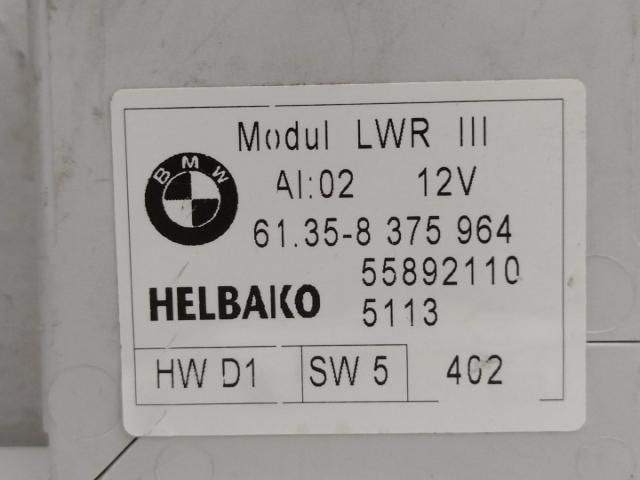 Modul LWR III
BMW
AI:02 12V
61.35-8 375 964
55892110
HELBAKO
5113
HW D1 SW 5 402